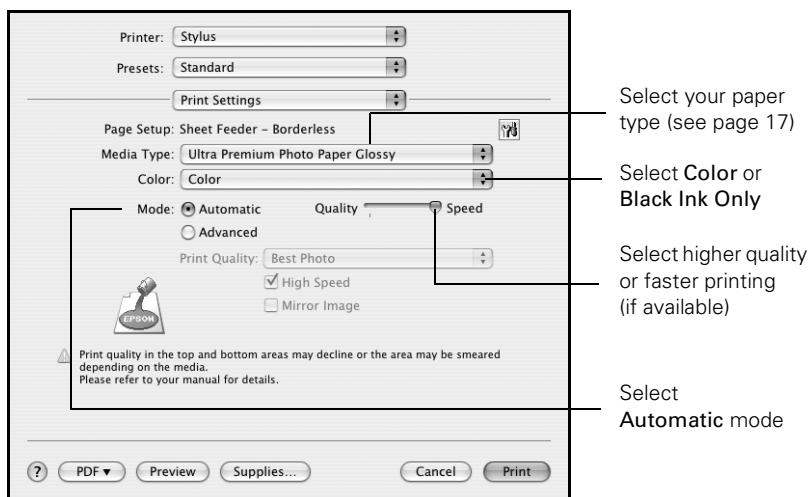 Printer: Stylus
Presets: Standard
Print Settings
Page Setup: Sheet Feeder – Borderless
Media Type: Ultra Premium Photo Paper Glossy
Color: Color
Mode: Automatic Quality Speed
Advanced
Print Quality: Best Photo
High Speed
Mirror Image
EPSON
Print quality in the top and bottom areas may decline or the area may be smeared
depending on the media.
Please refer to your manual for details.
? PDF ▼ Preview Supplies... Cancel Print
Select your paper
type (see page 17)
Select Color or
Black Ink Only
Select higher quality
or faster printing
(if available)
Select
Automatic mode